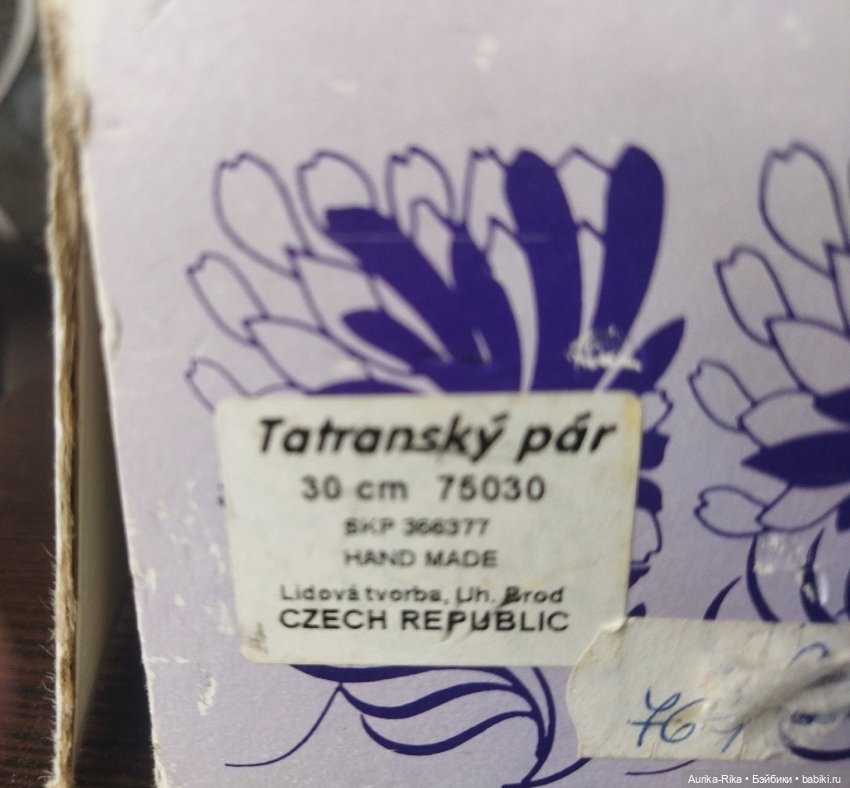 Tatranský pár
30 cm 75030
SKP 366377
HAND MADE
Lidová tvorba, Uh. Brod
CZECH REPUBLIC
Aurika-Rika • Бэйбики • babiki.ru